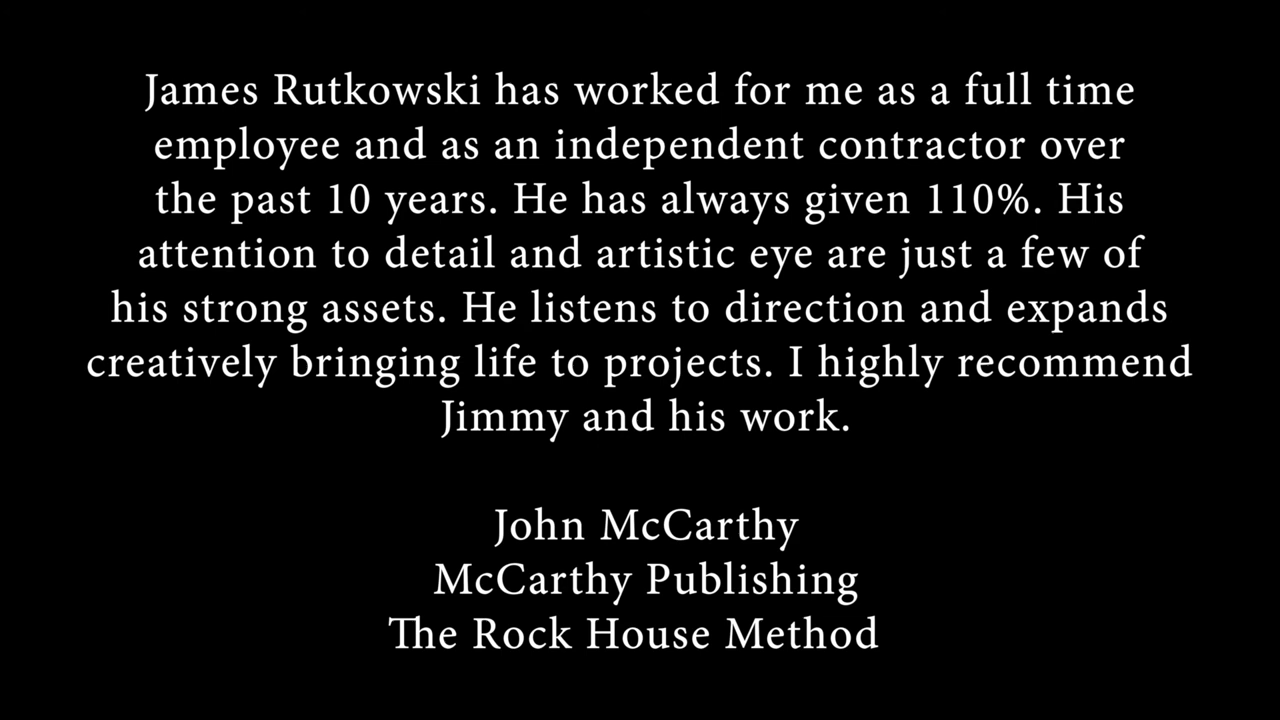 James Rutkowski has worked for me as a full time
employee and as an independent contractor over
the past 10 years. He has always given 110%. His
attention to detail and artistic eye are just a few of
his strong assets. He listens to direction and expands
creatively bringing life to projects. I highly recommend
Jimmy and his work.
John McCarthy
McCarthy Publishing
The Rock House Method